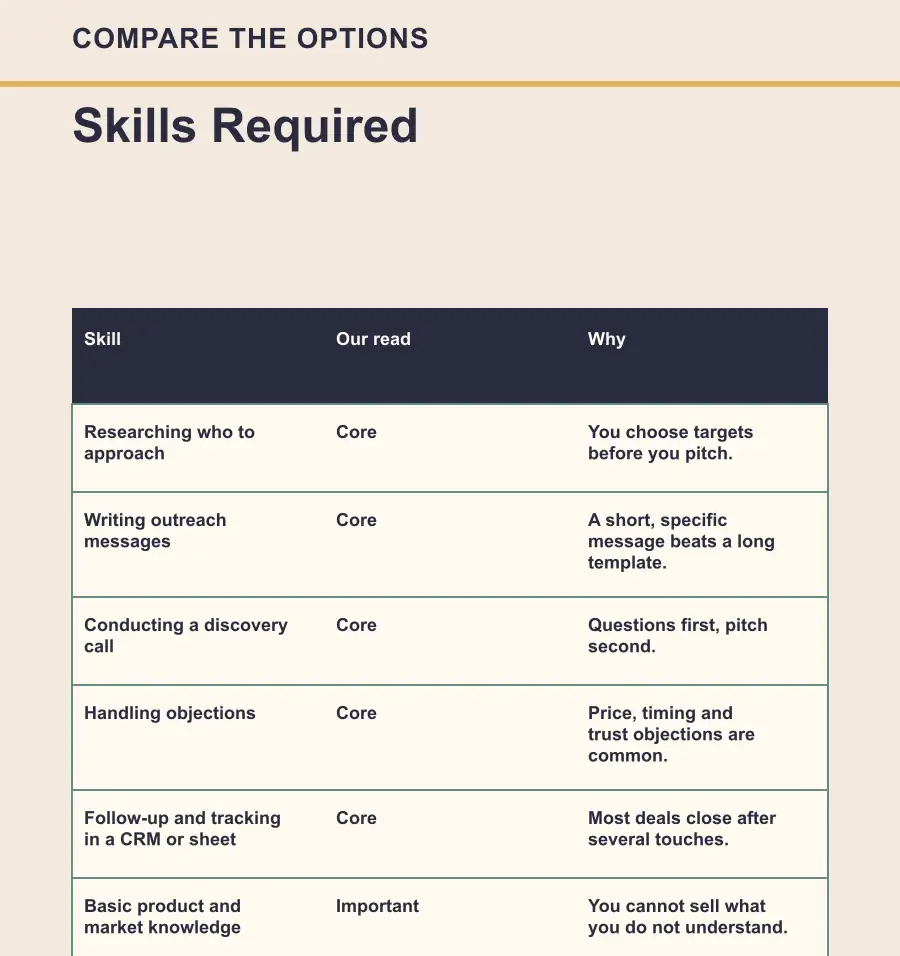 COMPARE THE OPTIONS
Skills Required
Skill Our read Why
Researching who to Core You choose targets
approach before you pitch.
Writing outreach Core A short, specific
messages message beats a long
template.
Conducting a discovery Core Questions first, pitch
call second.
Handling objections Core Price, timing and
trust objections are
common.
Follow-up and tracking Core Most deals close after
in a CRM or sheet several touches.
Basic product and Important You cannot sell what
market knowledge you do not understand.